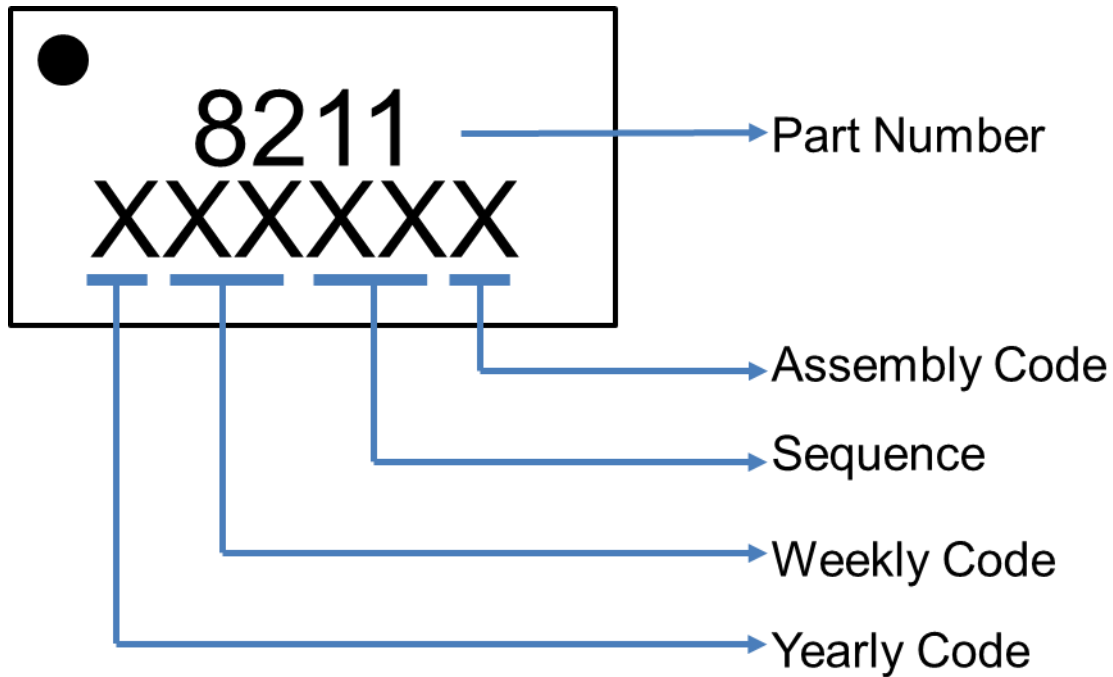 8211
XXXXXX
Part Number
Assembly Code
Sequence
Weekly Code
Yearly Code